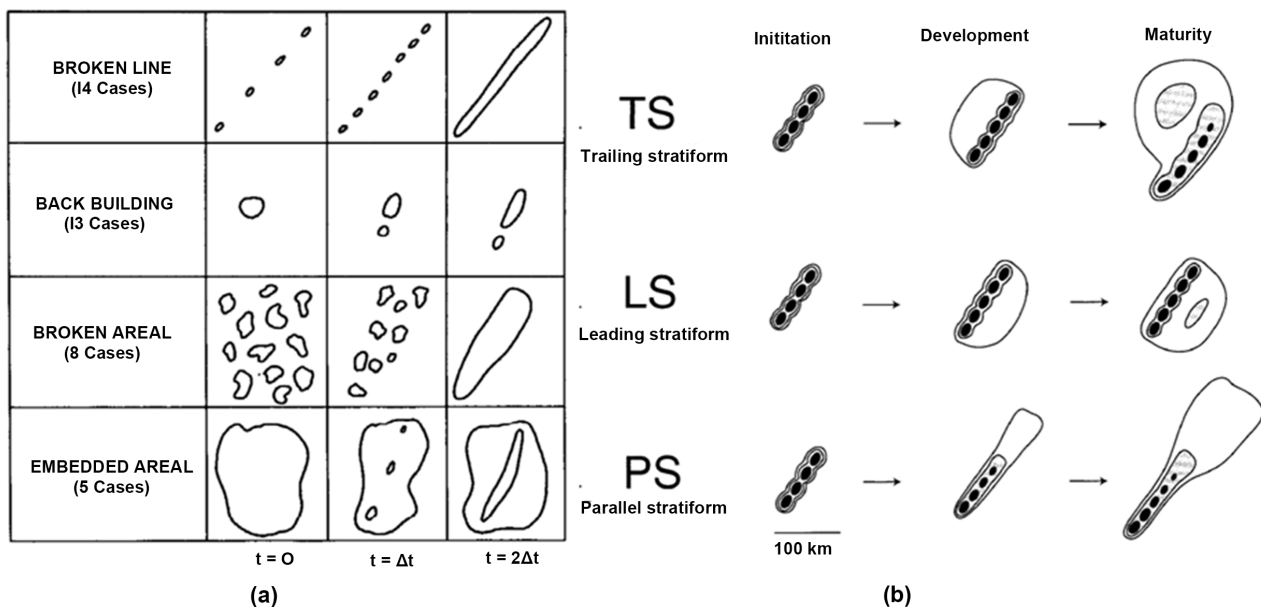 BROKEN LINE
(I4 Cases)
BACK BUILDING
(I3 Cases)
BROKEN AREAL
(8 Cases)
EMBEDDED AREAL
(5 Cases)
t = O
t = Δt
t = 2Δt
(a)
Inititation
Development
Maturity
TS
Trailing stratiform
LS
Leading stratiform
PS
Parallel stratiform
100 km
(b)